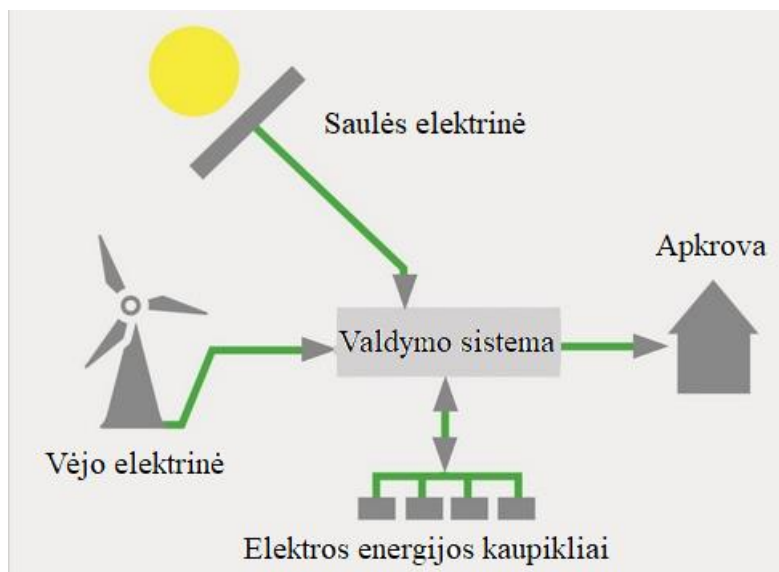 Saulės elektrinė
Apkrova
Valdymo sistema
Vėjo elektrinė
Elektros energijos kaupikliai